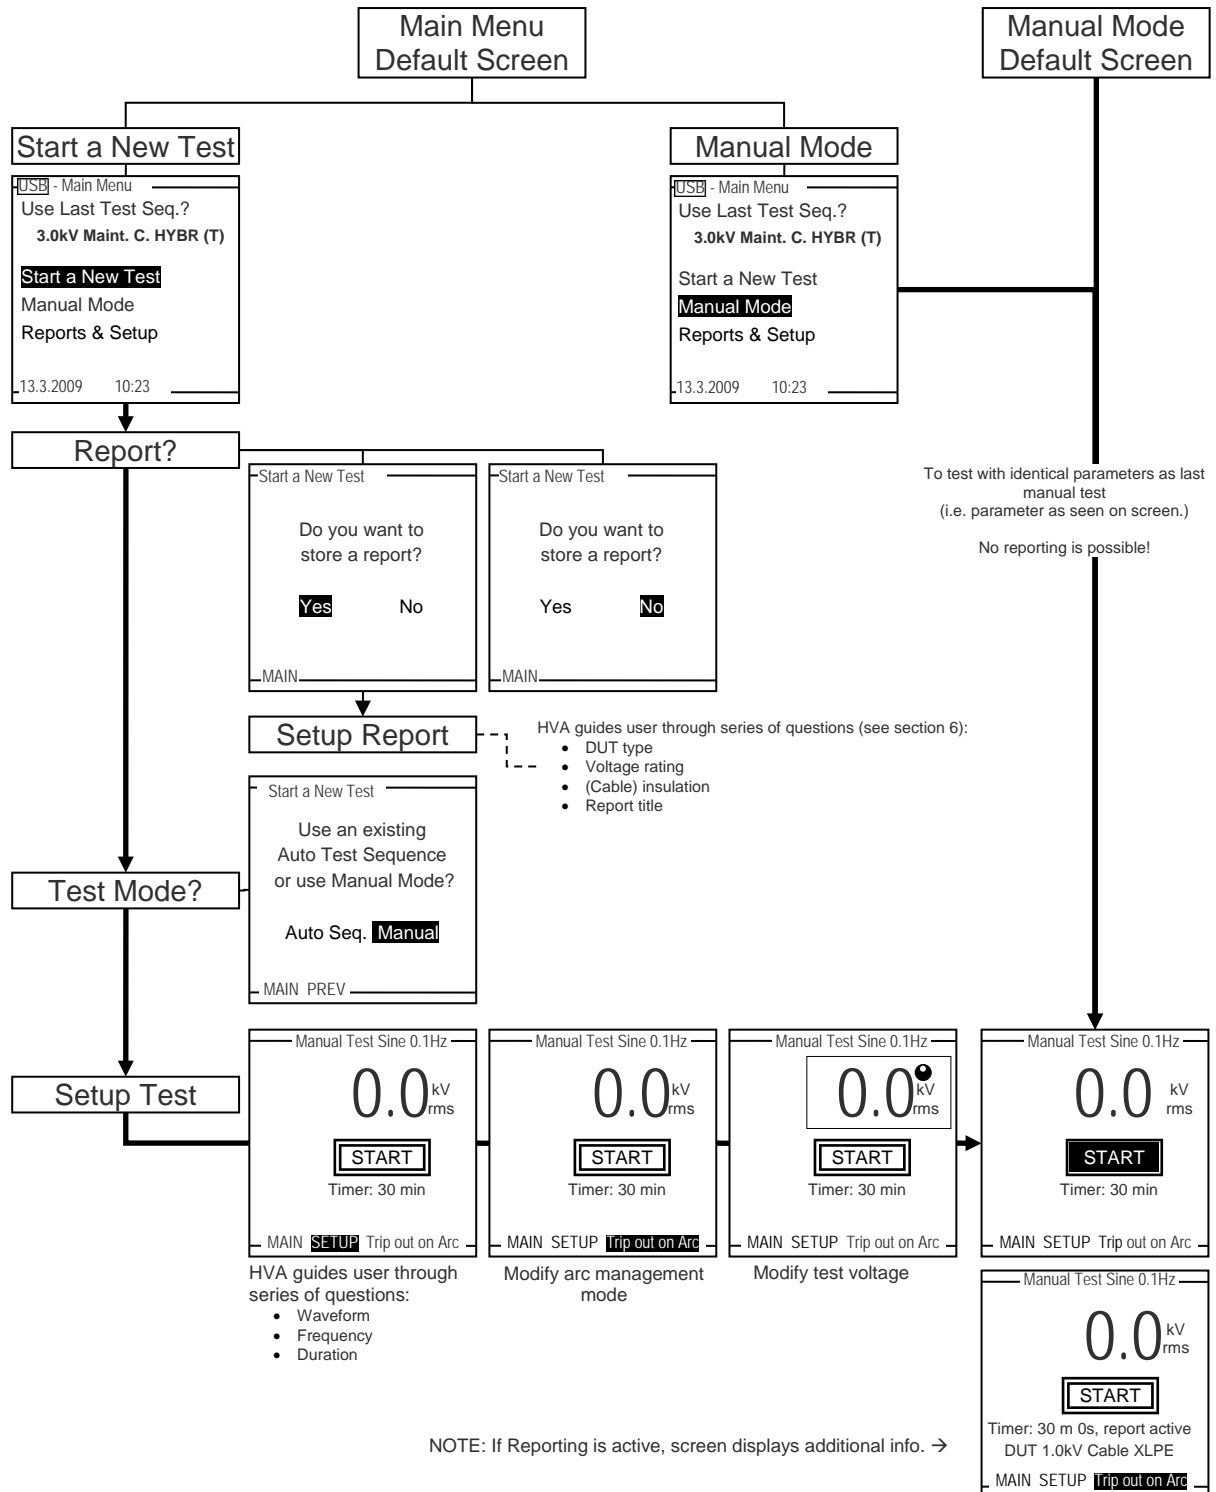 Main Menu
Default Screen
Manual Mode
Default Screen
Start a New Test
Manual Mode
USB - Main Menu
Use Last Test Seq.?
3.0kV Maint. C. HYBR (T)
Start a New Test
Manual Mode
Reports & Setup
13.3.2009 10:23
USB - Main Menu
Use Last Test Seq.?
3.0kV Maint. C. HYBR (T)
Start a New Test
Manual Mode
Reports & Setup
13.3.2009 10:23
Report?
Start a New Test
Do you want to
store a report?
Yes No
MAIN
Start a New Test
Do you want to
store a report?
Yes No
MAIN
To test with identical parameters as last
manual test
(i.e. parameter as seen on screen.)
No reporting is possible!
Setup Report
HVA guides user through series of questions (see section 6):
• DUT type
• Voltage rating
• (Cable) insulation
• Report title
Test Mode?
Start a New Test
Use an existing
Auto Test Sequence
or use Manual Mode?
Auto Seq. Manual
MAIN PREV
Setup Test
Manual Test Sine 0.1Hz
0.0 kV
rms
START
Timer: 30 min
MAIN SETUP Trip out on Arc
HVA guides user through
series of questions:
• Waveform
• Frequency
• Duration
Manual Test Sine 0.1Hz
0.0 kV
rms
START
Timer: 30 min
MAIN SETUP Trip out on Arc
Modify arc management
mode
Manual Test Sine 0.1Hz
0.0 kV
rms
START
Timer: 30 min
MAIN SETUP Trip out on Arc
Modify test voltage
Manual Test Sine 0.1Hz
0.0 kV
rms
START
Timer: 30 min
MAIN SETUP Trip out on Arc
Manual Test Sine 0.1Hz
0.0 kV
rms
START
Timer: 30 m 0s, report active
DUT 1.0kV Cable XLPE
MAIN SETUP Trip out on Arc
NOTE: If Reporting is active, screen displays additional info. →